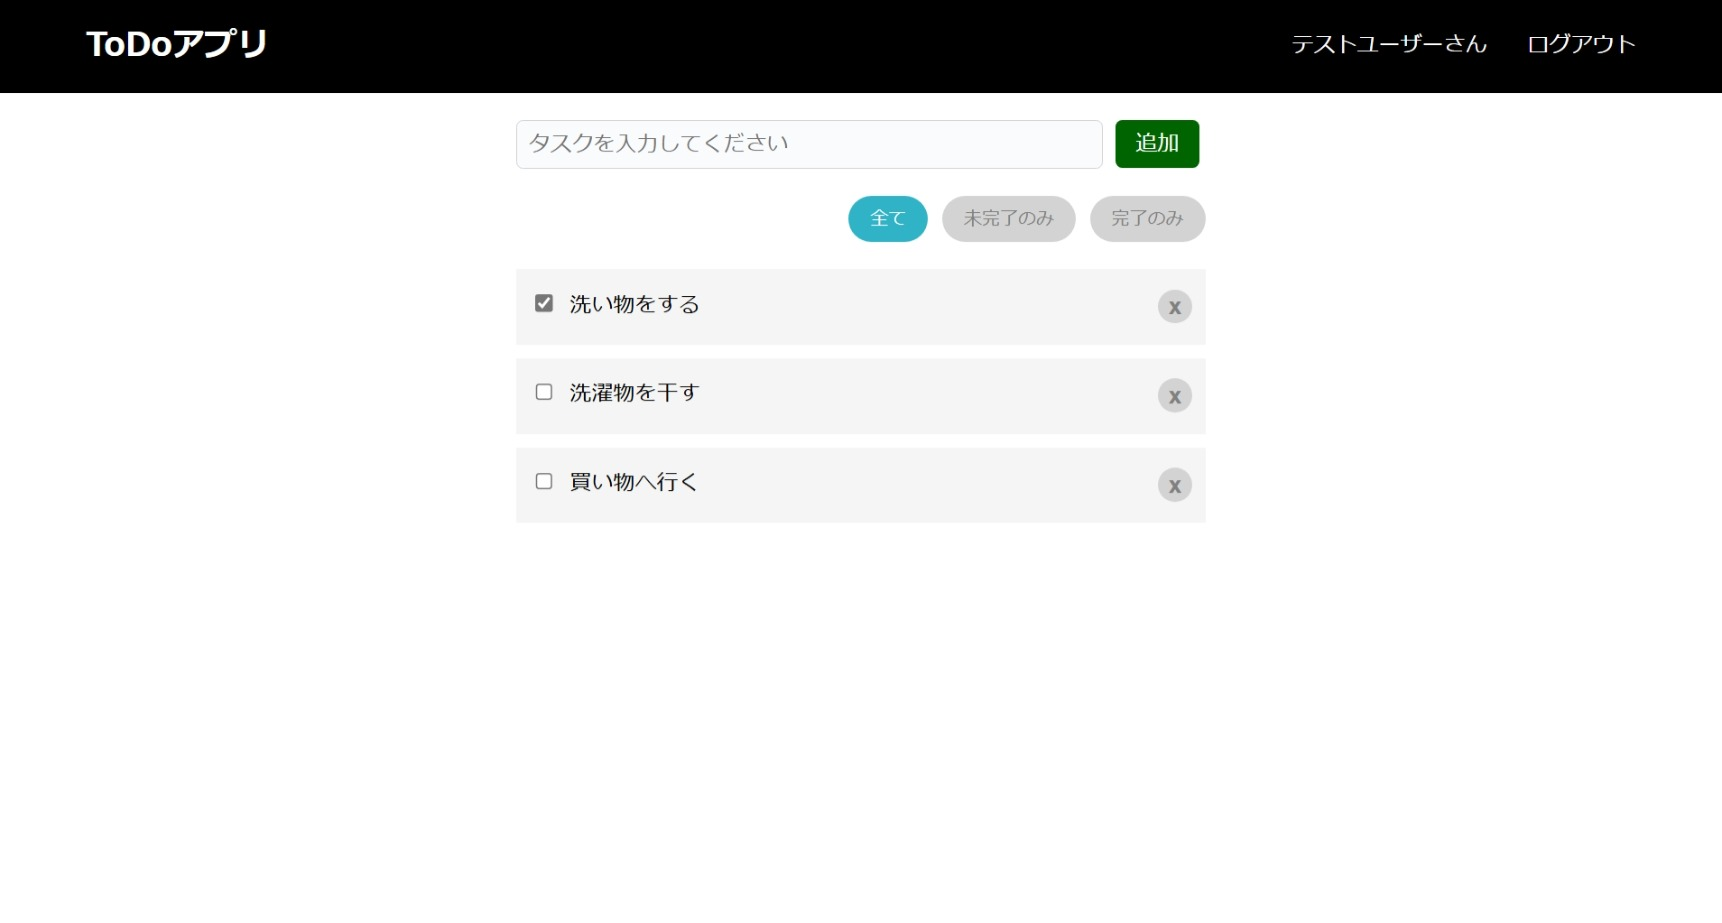 ToDoアプリ
テストユーザーさん ログアウト
タスクを入力してください 追加
全て 未完了のみ 完了のみ
洗い物をする x
洗濯物を干す x
買い物へ行く x